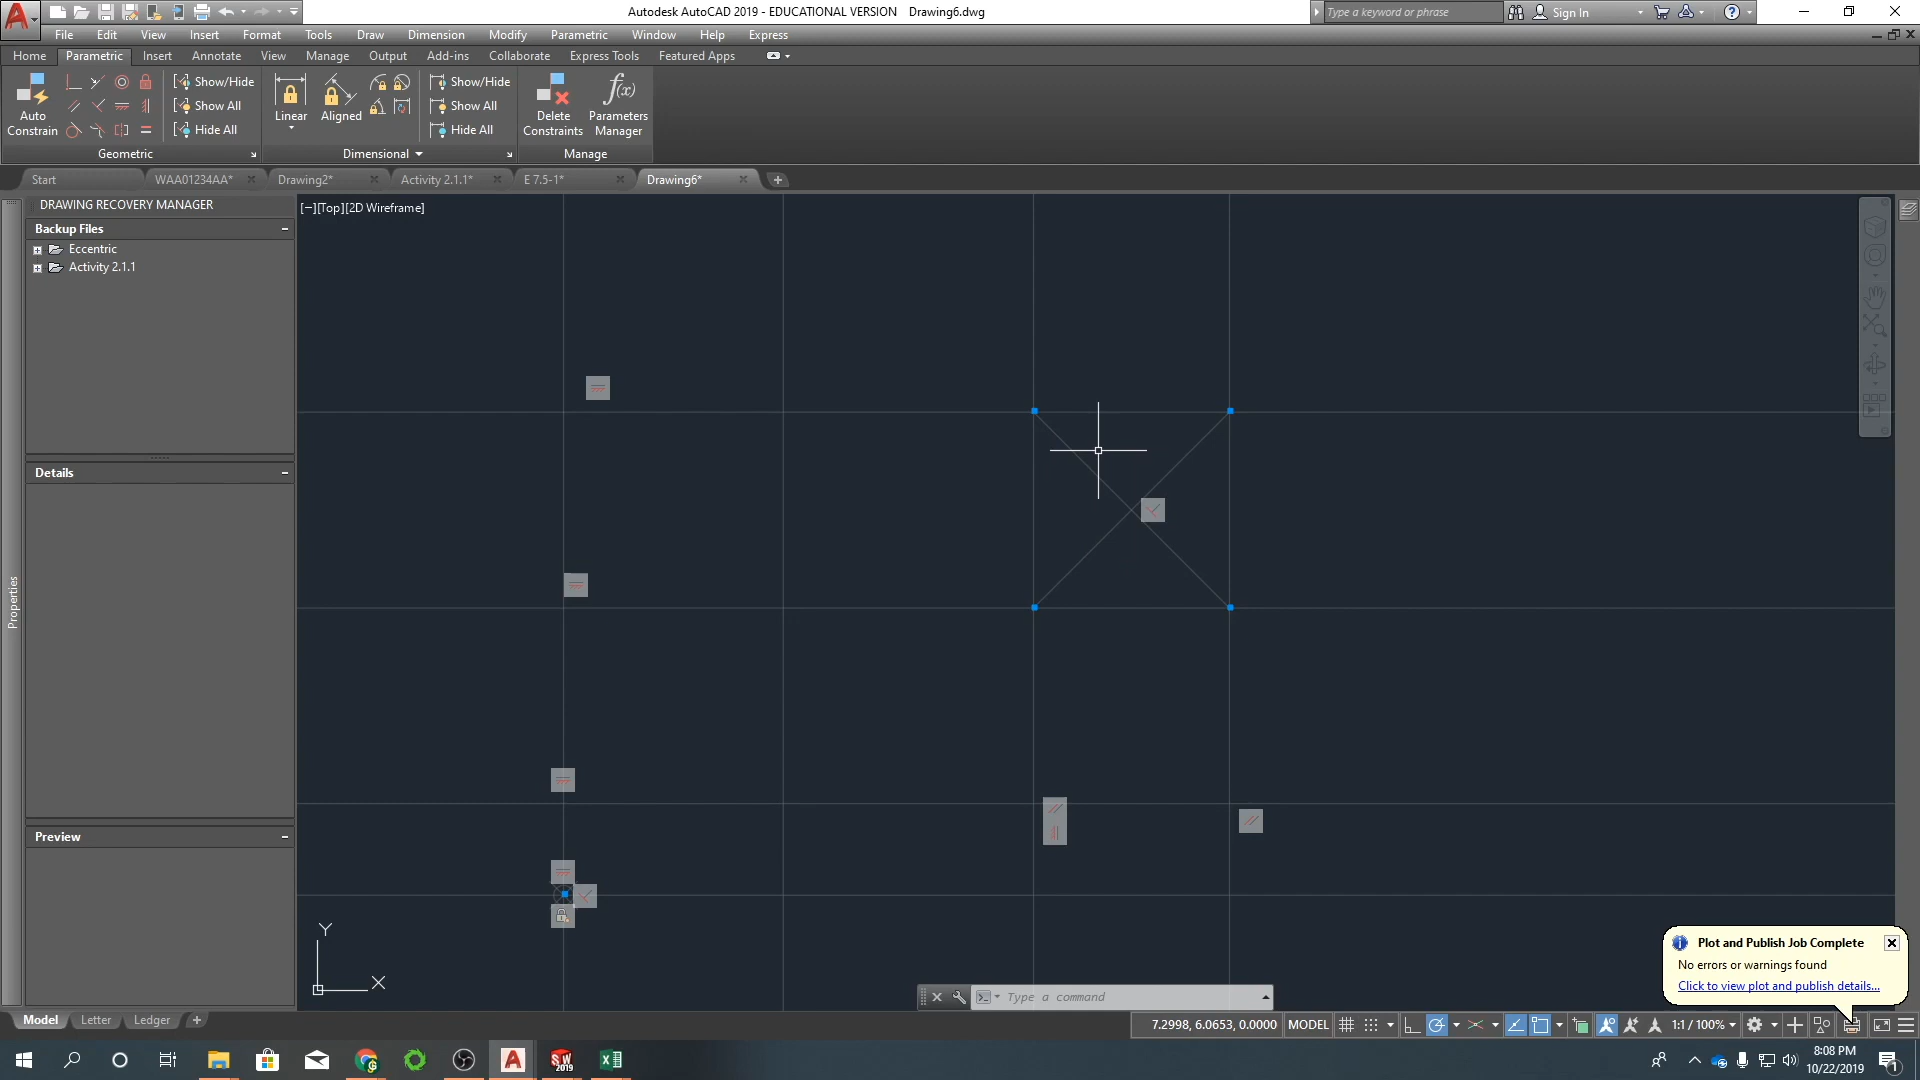 Autodesk AutoCAD 2019 - EDUCATIONAL VERSION Drawing6.dwg
Type a keyword or phrase
Sign In
File Edit View Insert Format Tools Draw Dimension Modify Parametric Window Help Express
Home Parametric Insert Annotate View Manage Output Add-ins Collaborate Express Tools Featured Apps
Auto Constrain
Show/Hide
Show All
Hide All
Geometric
Linear
Aligned
Show/Hide
Show All
Hide All
Dimensional
Delete Constraints
f(x)
Parameters Manager
Manage
Start WAA01234AA* Drawing2* Activity 2.1.1* E 7.5-1* Drawing6*
DRAWING RECOVERY MANAGER
Backup Files
Eccentric
Activity 2.1.1
Details
Preview
Properties
[−][Top][2D Wireframe]
Y
X
Type a command
Plot and Publish Job Complete
No errors or warnings found
Click to view plot and publish details...
Model Letter Ledger
7.2998, 6.0653, 0.0000 MODEL 1:1 / 100%
SW 2019
8:08 PM
10/22/2019
1